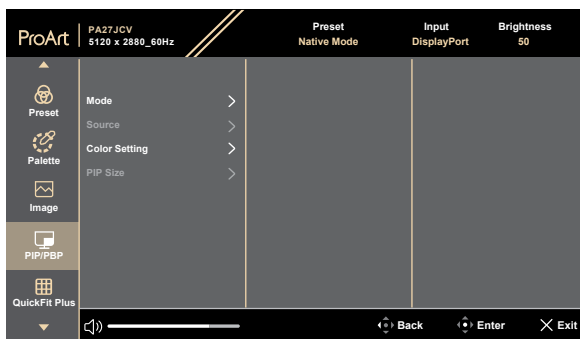 ProArt
PA27JCV
5120 x 2880_60Hz
Preset
Native Mode
Input
DisplayPort
Brightness
50
Preset
Palette
Image
PIP/PBP
QuickFit Plus
Mode
Source
Color Setting
PIP Size
Back
Enter
Exit